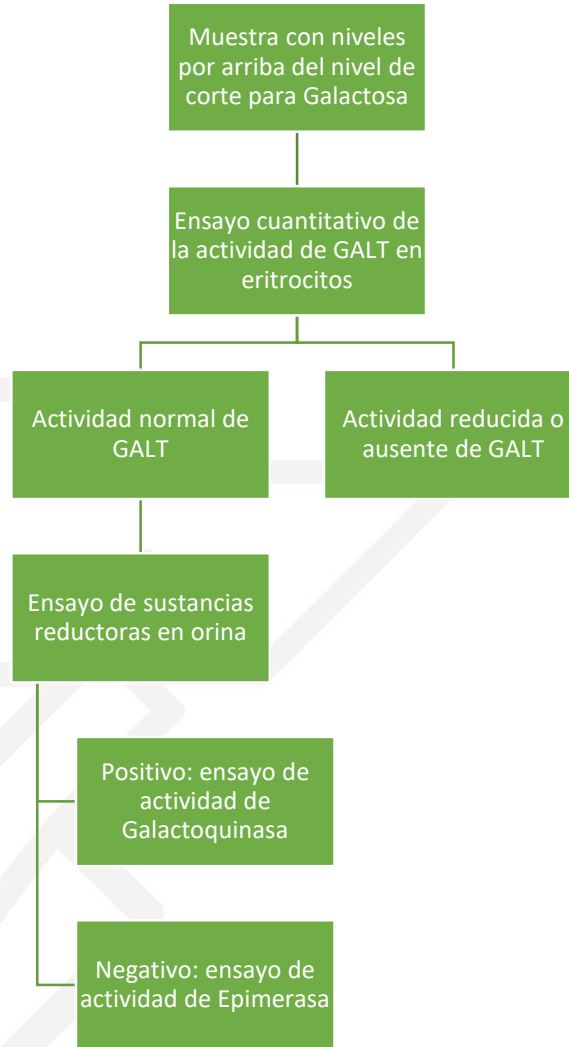 Muestra con niveles
por arriba del nivel de
corte para Galactosa
Ensayo cuantitativo de
la actividad de GALT en
eritrocitos
Actividad normal de
GALT
Actividad reducida o
ausente de GALT
Ensayo de sustancias
reductoras en orina
Positivo: ensayo de
actividad de
Galactoquinasa
Negativo: ensayo de
actividad de Epimerasa